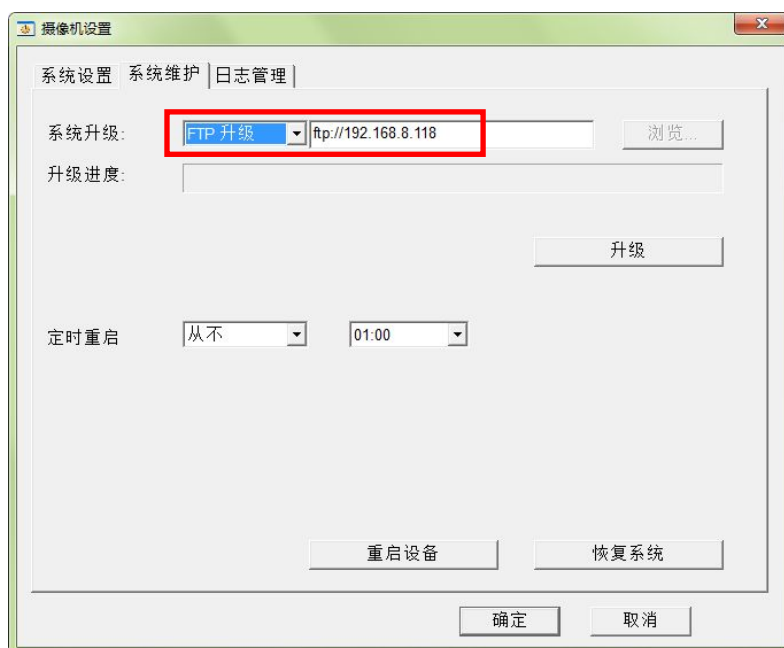 摄像机设置
系统设置 系统维护 日志管理
系统升级: FTP 升级 ftp://192.168.8.118 浏览...
升级进度:
升级
定时重启 从不 01:00
重启设备 恢复系统
确定 取消